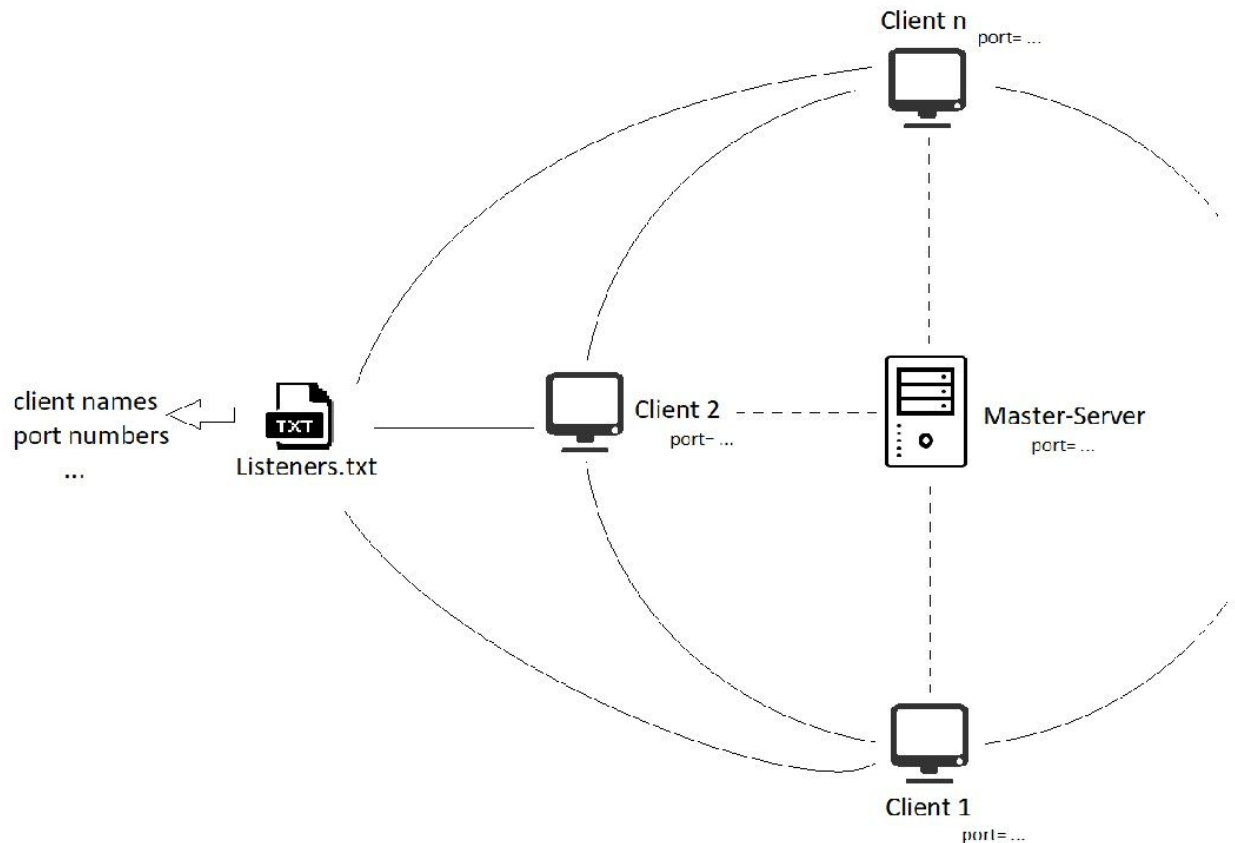 Client n
port= ...
client names
port numbers
...
TXT
Listeners.txt
Client 2
port= ...
Master-Server
port= ...
Client 1
port= ...